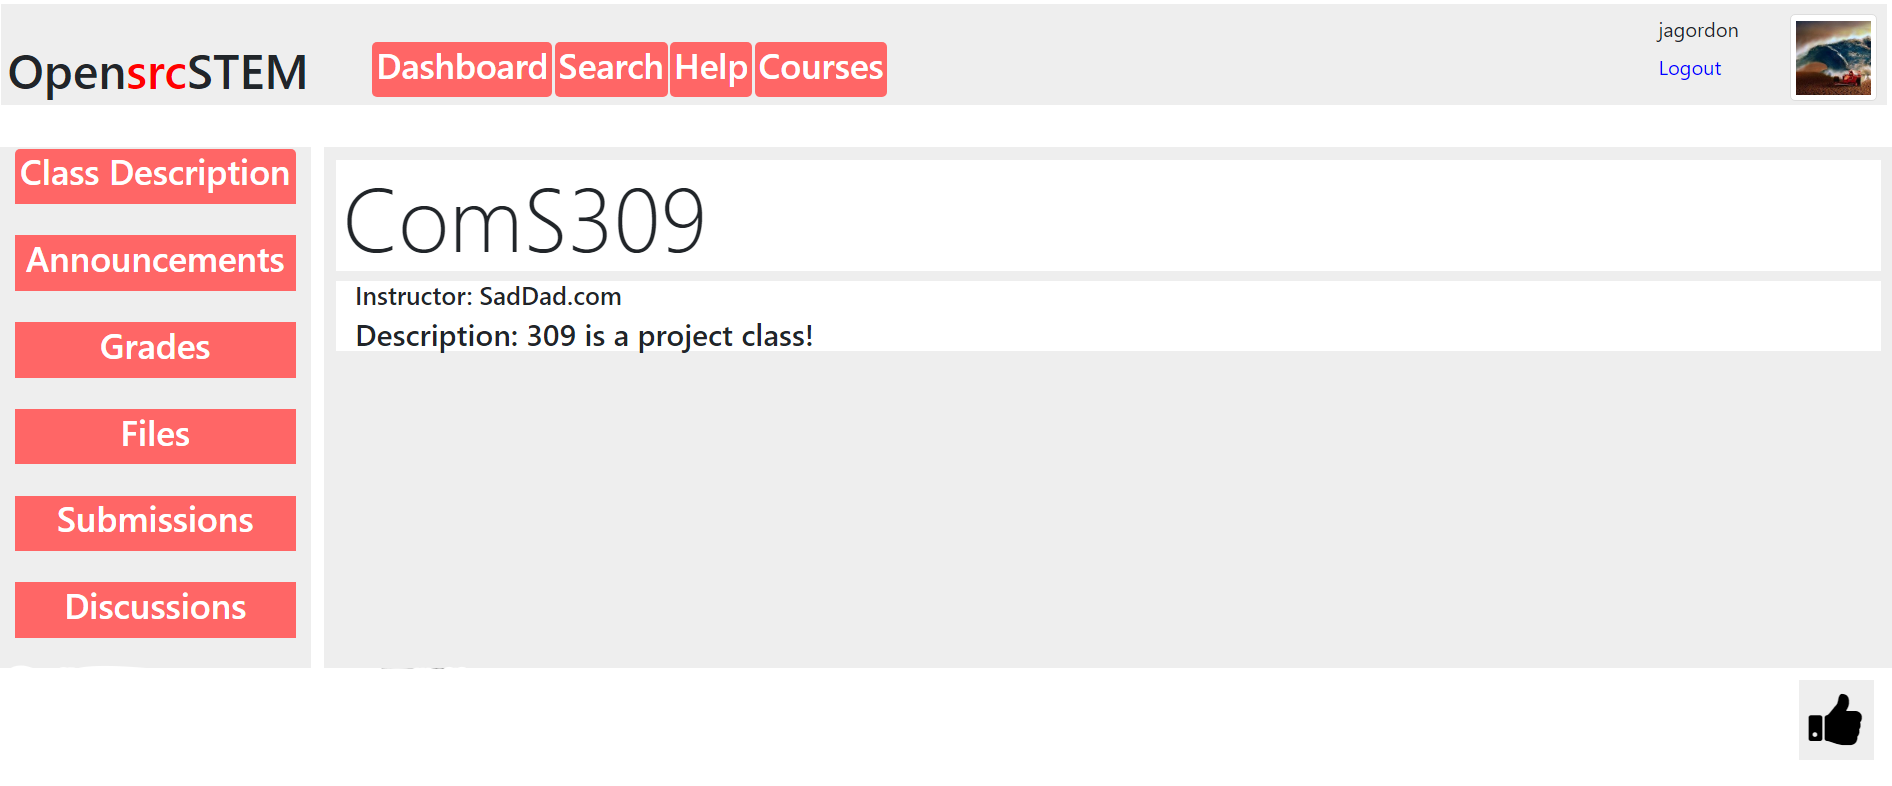 OpensrcSTEM
Dashboard Search Help Courses
jagordon
Logout
Class Description
Announcements
Grades
Files
Submissions
Discussions
ComS309
Instructor: SadDad.com
Description: 309 is a project class!